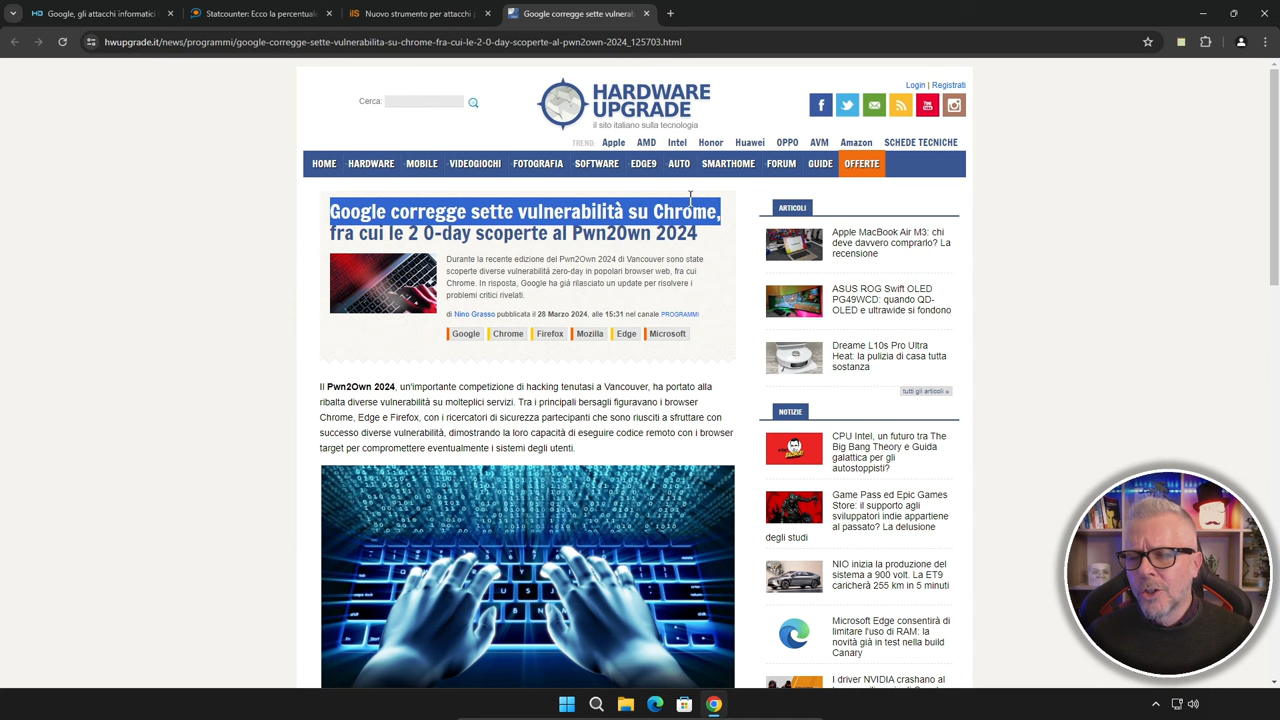 Google, gli attacchi informatici
Statcounter: Ecco la percentuale
Nuovo strumento per attacchi
Google corregge sette vulnerab
hwupgrade.it/news/programmi/google-corregge-sette-vulnerabilita-su-chrome-fra-cui-le-2-0-day-scoperte-al-pwn2own-2024_125703.html
Cerca:
HARDWARE
UPGRADE
il sito italiano sulla tecnologia
Login | Registrati
TREND: Apple AMD Intel Honor Huawei OPPO AVM Amazon SCHEDE TECNICHE
HOME HARDWARE MOBILE VIDEOGIOCHI FOTOGRAFIA SOFTWARE EDGE9 AUTO SMARTHOME FORUM GUIDE OFFERTE
Google corregge sette vulnerabilità su Chrome,
fra cui le 2 0-day scoperte al Pwn2Own 2024
Durante la recente edizione del Pwn2Own 2024 di Vancouver sono state
scoperte diverse vulnerabilità zero-day in popolari browser web, fra cui
Chrome. In risposta, Google ha già rilasciato un update per risolvere i
problemi critici rivelati.
di Nino Grasso pubblicata il 28 Marzo 2024, alle 15:31 nel canale PROGRAMMI
Google Chrome Firefox Mozilla Edge Microsoft
Il Pwn2Own 2024, un'importante competizione di hacking tenutasi a Vancouver, ha portato alla
ribalta diverse vulnerabilità su molteplici servizi. Tra i principali bersagli figuravano i browser
Chrome, Edge e Firefox, con i ricercatori di sicurezza partecipanti che sono riusciti a sfruttare con
successo diverse vulnerabilità, dimostrando la loro capacità di eseguire codice remoto con i browser
target per compromettere eventualmente i sistemi degli utenti.
ARTICOLI
Apple MacBook Air M3: chi
deve davvero comprarlo? La
recensione
ASUS ROG Swift OLED
PG49WCD: quando QD-
OLED e ultrawide si fondono
Dreame L10s Pro Ultra
Heat: la pulizia di casa tutta
sostanza
tutti gli articoli »
NOTIZIE
CPU Intel, un futuro tra The
Big Bang Theory e Guida
galattica per gli
autostoppisti?
Game Pass ed Epic Games
Store: il supporto agli
sviluppatori indie appartiene
al passato? La delusione
degli studi
NIO inizia la produzione del
sistema a 900 volt. La ET9
caricherà 255 km in 5 minuti
Microsoft Edge consentirà di
limitare l'uso di RAM: la
novità già in test nella build
Canary
I driver NVIDIA crashano al